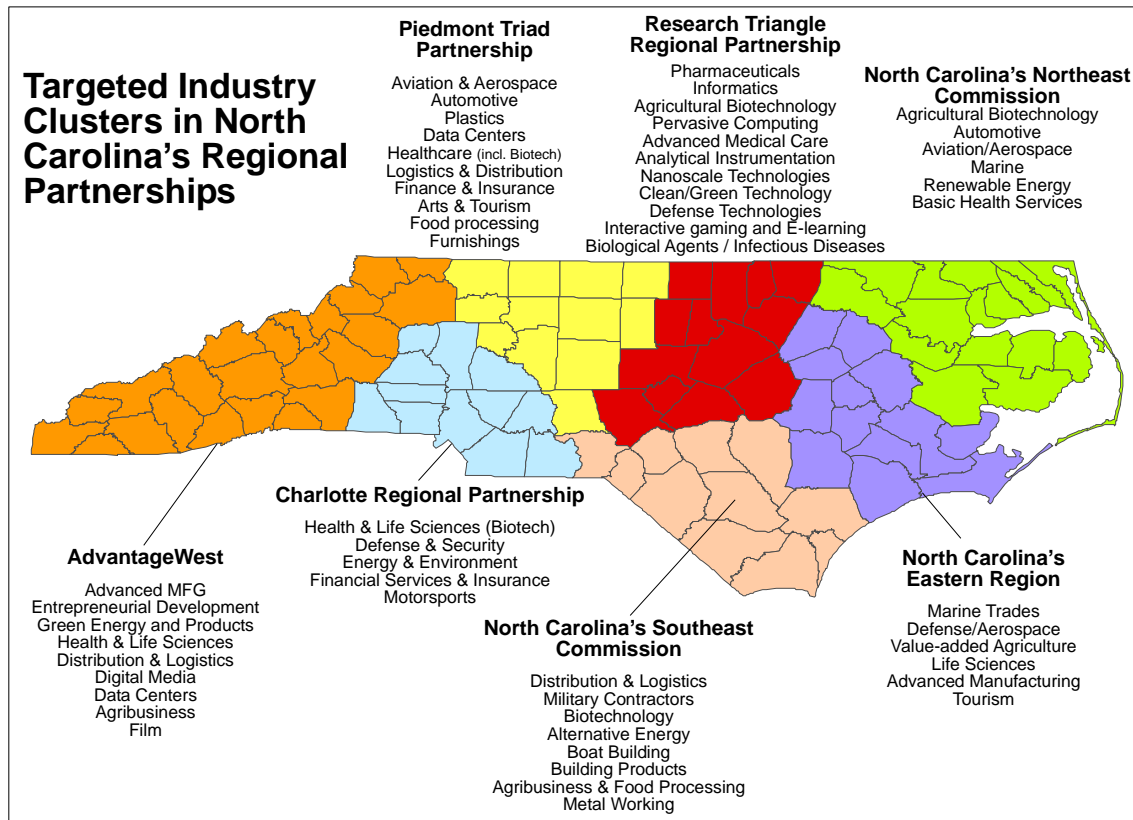 Targeted Industry
Clusters in North
Carolina's Regional
Partnerships
Piedmont Triad
Partnership
Aviation & Aerospace
Automotive
Plastics
Data Centers
Healthcare (incl. Biotech)
Logistics & Distribution
Finance & Insurance
Arts & Tourism
Food processing
Furnishings
Research Triangle
Regional Partnership
Pharmaceuticals
Informatics
Agricultural Biotechnology
Pervasive Computing
Advanced Medical Care
Analytical Instrumentation
Nanoscale Technologies
Clean/Green Technology
Defense Technologies
Interactive gaming and E-learning
Biological Agents / Infectious Diseases
North Carolina's Northeast
Commission
Agricultural Biotechnology
Automotive
Aviation/Aerospace
Marine
Renewable Energy
Basic Health Services
AdvantageWest
Advanced MFG
Entrepreneurial Development
Green Energy and Products
Health & Life Sciences
Distribution & Logistics
Digital Media
Data Centers
Agribusiness
Film
Charlotte Regional Partnership
Health & Life Sciences (Biotech)
Defense & Security
Energy & Environment
Financial Services & Insurance
Motorsports
North Carolina's Southeast
Commission
Distribution & Logistics
Military Contractors
Biotechnology
Alternative Energy
Boat Building
Building Products
Agribusiness & Food Processing
Metal Working
North Carolina's
Eastern Region
Marine Trades
Defense/Aerospace
Value-added Agriculture
Life Sciences
Advanced Manufacturing
Tourism